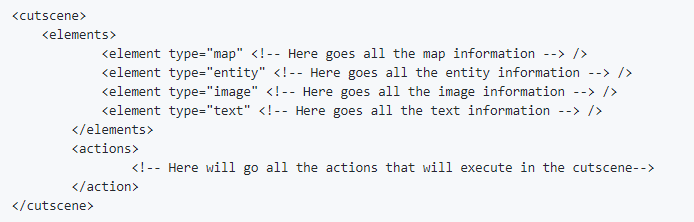 <cutscene>
<elements>
<element type="map" <!-- Here goes all the map information --> />
<element type="entity" <!-- Here goes all the entity information --> />
<element type="image" <!-- Here goes all the image information --> />
<element type="text" <!-- Here goes all the text information --> />
</elements>
<actions>
<!-- Here will go all the actions that will execute in the cutscene-->
</action>
</cutscene>